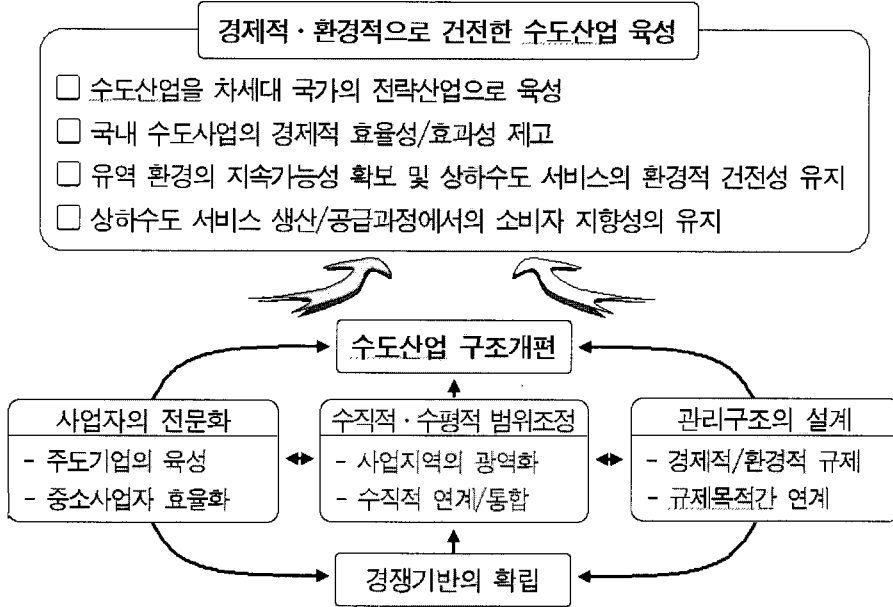 경제적·환경적으로 건전한 수도산업 육성
□ 수도산업을 차세대 국가의 전략산업으로 육성
□ 국내 수도사업의 경제적 효율성/효과성 제고
□ 유역 환경의 지속가능성 확보 및 상하수도 서비스의 환경적 건전성 유지
□ 상하수도 서비스 생산/공급과정에서의 소비자 지향성의 유지
수도산업 구조개편
사업자의 전문화
- 주도기업의 육성
- 중소사업자 효율화
수직적·수평적 범위조정
- 사업지역의 광역화
- 수직적 연계/통합
관리구조의 설계
- 경제적/환경적 규제
- 규제목적간 연계
경쟁기반의 확립